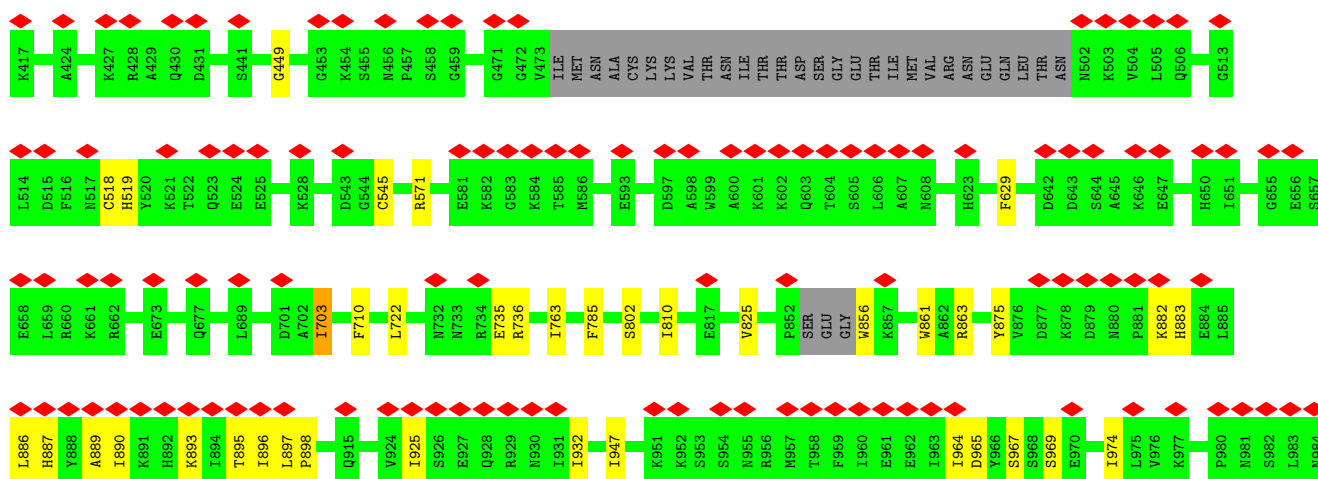 K417 A424 K427 R428 A429 Q430 D431 S441 G449 G453 K454 S455 N456 P457 S458 G459 G471 G472 V473 ILE MET ASN ALA CYS LYS LYS VAL THR ASN ILE THR THR ASP SER GLY GLU THR ILE MET VAL ARG ASN GLU GLN LEU THR ASN N502 K503 V504 L505 Q506 G513
L514 D515 F516 N517 C518 H519 Y520 K521 T522 Q523 E524 E525 K528 D543 G544 C545 R571 E581 K582 G583 K584 T585 M586 E593 D597 A598 W599 A600 K601 K602 Q603 T604 S605 L606 A607 N608 H623 F629 D642 D643 S644 A645 K646 E647 H650 I651 G655 E656 S657
E658 L659 R660 K661 R662 E673 Q677 L689 D701 A702 I703 F710 L722 N732 N733 R734 E735 R736 I763 F785 S802 I810 E817 V825 P852 SER GLU GLY W856 K857 W861 A862 R863 Y875 V876 D877 K878 D879 N880 P881 K882 H883 E884 L885
L886 H887 Y888 A889 I890 K891 H892 K893 I894 T895 I896 L897 P898 Q915 V924 I925 S926 E927 Q928 R929 N930 I931 I932 I947 K951 K952 S953 S954 N955 R956 M957 T958 F959 I960 E961 E962 I963 I964 D965 Y966 S967 S968 S969 E970 I974 L975 V976 K977 P980 N981 S982 L983 N984